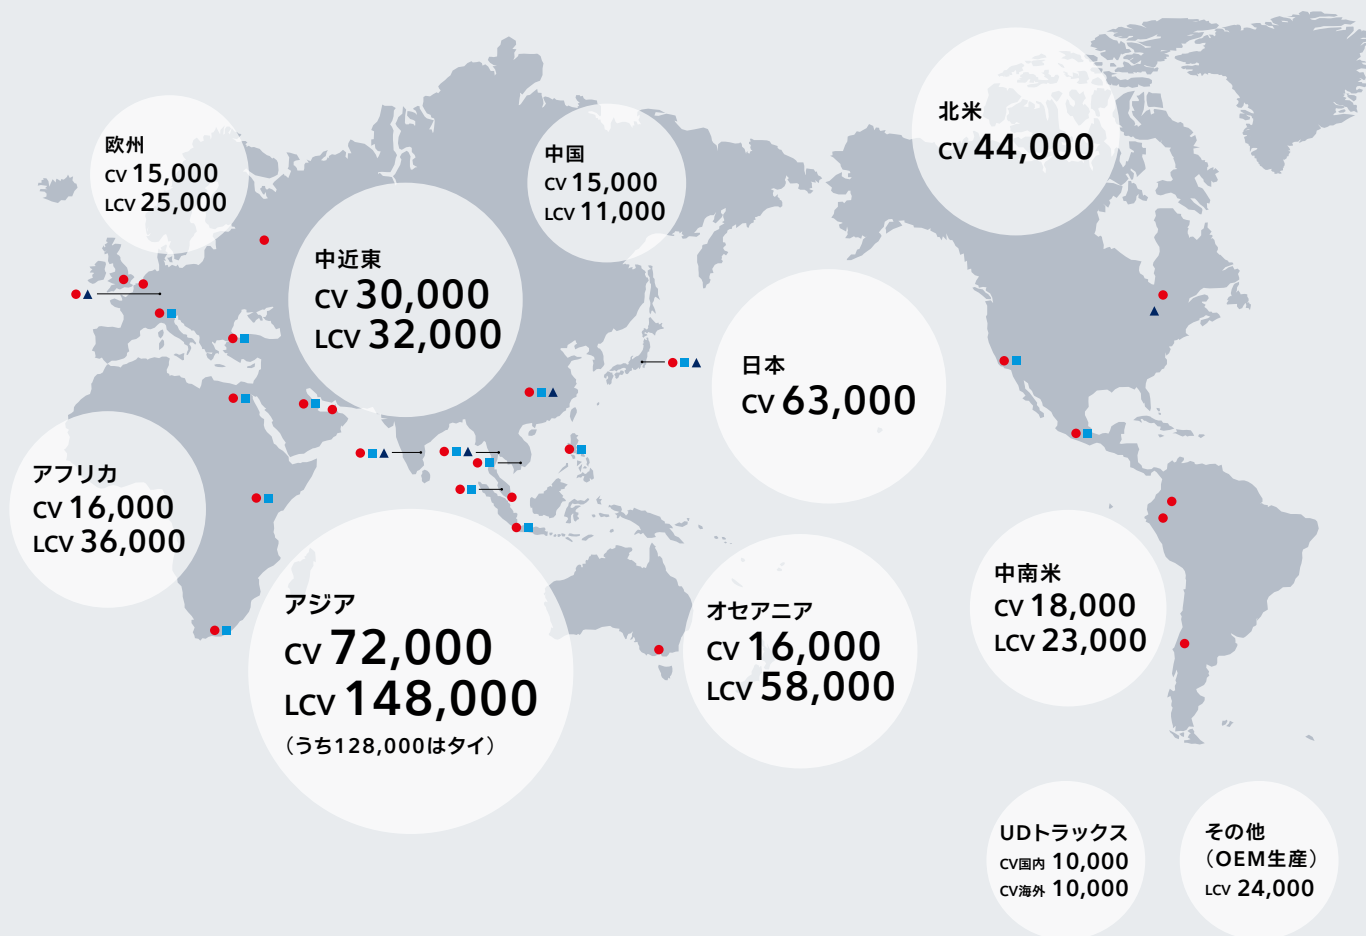 欧州
CV 15,000
LCV 25,000
中国
CV 15,000
LCV 11,000
北米
CV 44,000
中近東
CV 30,000
LCV 32,000
日本
CV 63,000
アフリカ
CV 16,000
LCV 36,000
アジア
CV 72,000
LCV 148,000
（うち128,000はタイ）
オセアニア
CV 16,000
LCV 58,000
中南米
CV 18,000
LCV 23,000
UDトラックス
CV国内 10,000
CV海外 10,000
その他
（OEM生産）
LCV 24,000